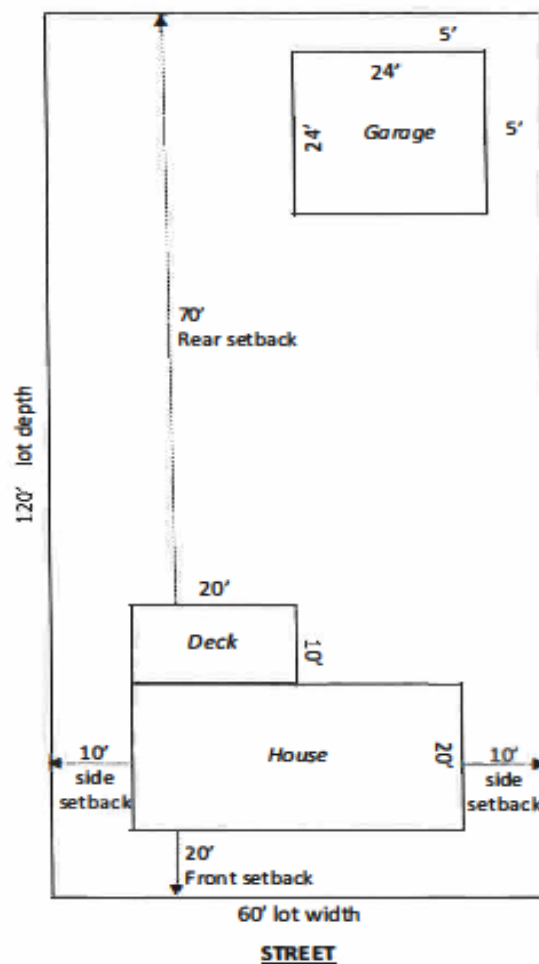 5'
24'
24'
Garage
5'
70'
Rear setback
120' lot depth
20'
Deck
10'
10'
side
setback
House
20'
10'
side
setback
20'
Front setback
60' lot width
STREET